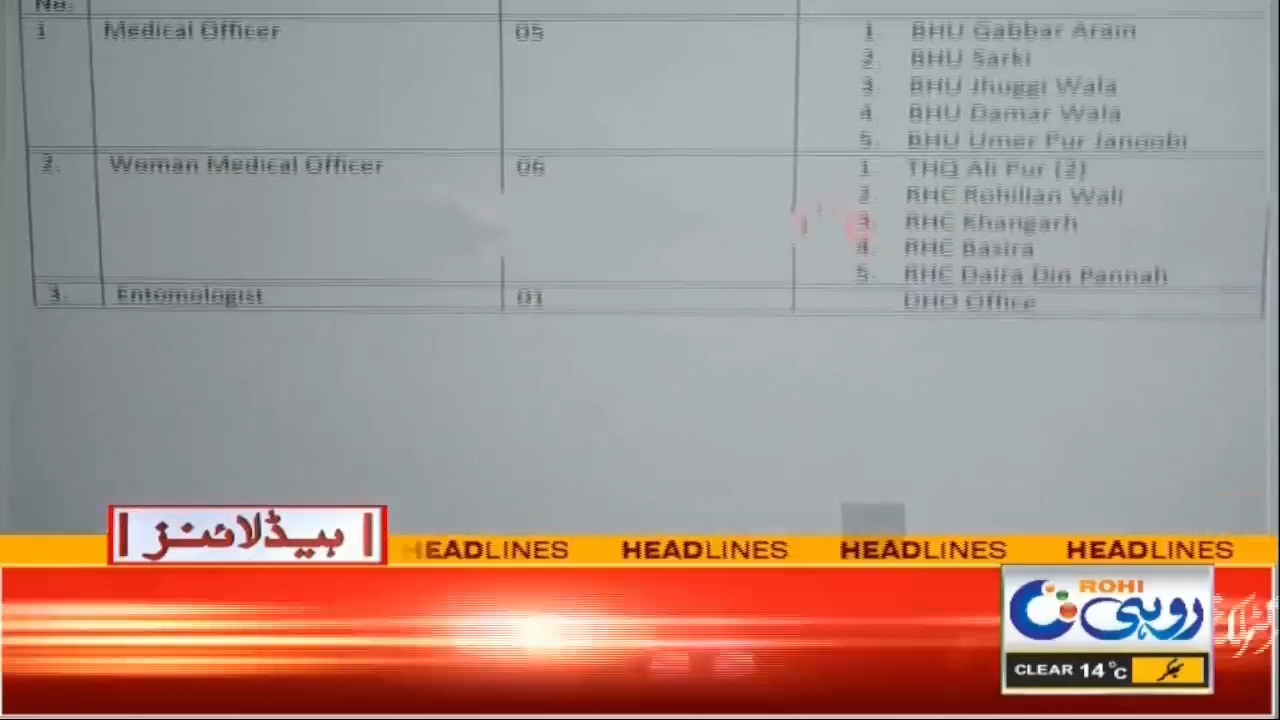 No.
1 Medical Officer 05 1. BHU Gabbar Arain
2. BHU Sarki
3. BHU Jhuggi Wala
4. BHU Damar Wala
5. BHU Umer Pur Janoobi
2. Woman Medical Officer 06 1. THQ Ali Pur (2)
2. RHC Rohillan Wali
3. RHC Khangarh
4. RHC Basira
5. RHC Daira Din Pannah
3. Entomologist 01 DHO Office
ہیڈلائنز
HEADLINES HEADLINES HEADLINES HEADLINES
ROHI
روہی
CLEAR 14°C بھکر